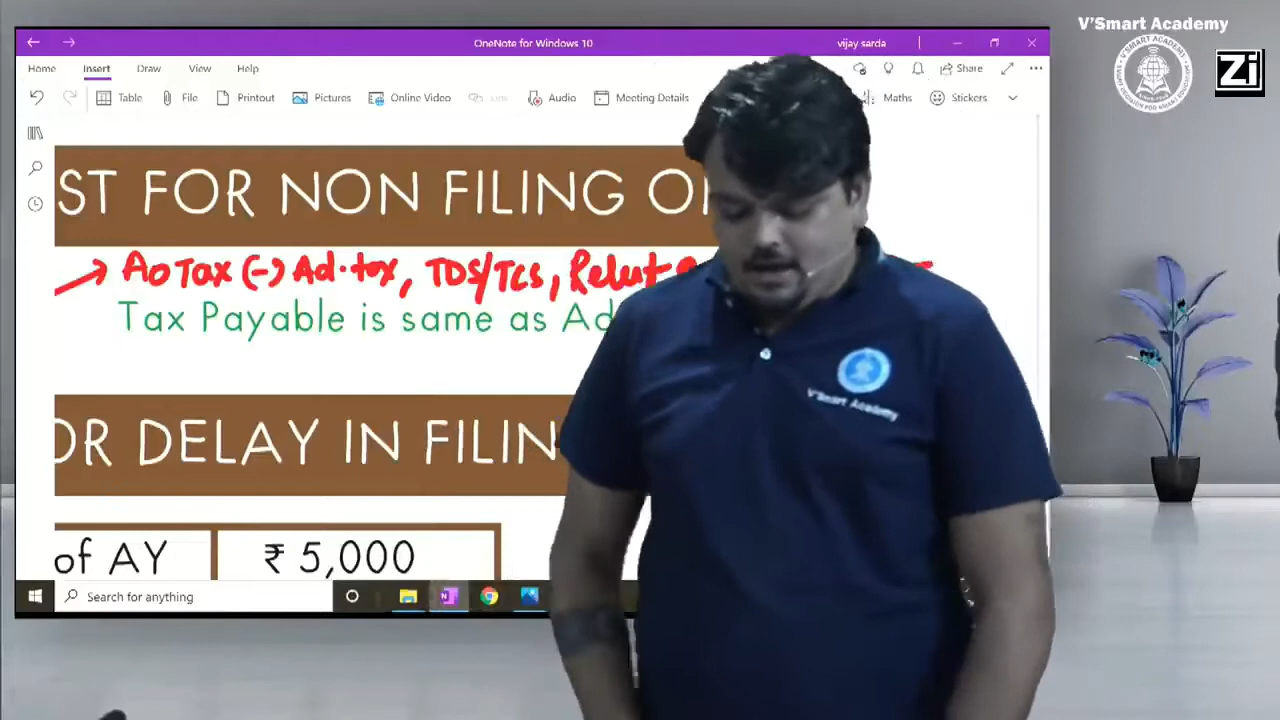 V'Smart Academy
OneNote for Windows 10
vijay sarda
Zi
Home Insert Draw View Help
Share
Table File Printout Pictures Online Video Link Audio Meeting Details
Maths Stickers
ST FOR NON FILING O
→ AO Tax (-) Ad.tax, TDS/TCS, Relief
Tax Payable is same as Ad
OR DELAY IN FILIN
of AY ₹ 5,000
Search for anything
V'Smart Academy